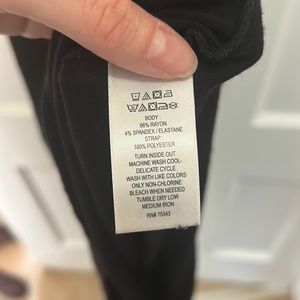 BODY:
96% RAYON
4% SPANDEX / ELASTANE
STRAP:
100% POLYESTER
TURN INSIDE OUT
MACHINE WASH COOL-
DELICATE CYCLE
WASH WITH LIKE COLORS
ONLY NON-CHLORINE
BLEACH WHEN NEEDED
TUMBLE DRY LOW
MEDIUM IRON
RN# 75343